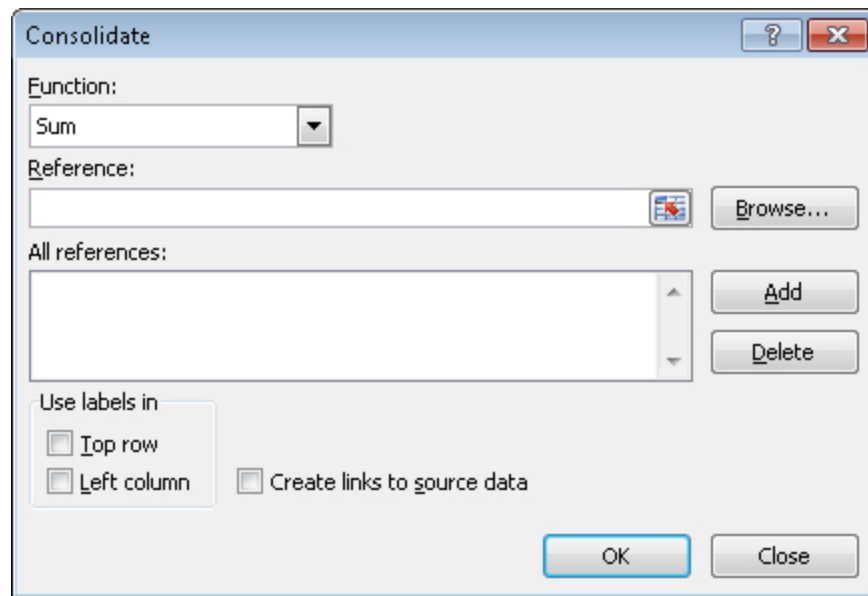 Consolidate
Function:
Sum
Reference:
Browse...
All references:
Add
Delete
Use labels in
Top row
Left column
Create links to source data
OK
Close